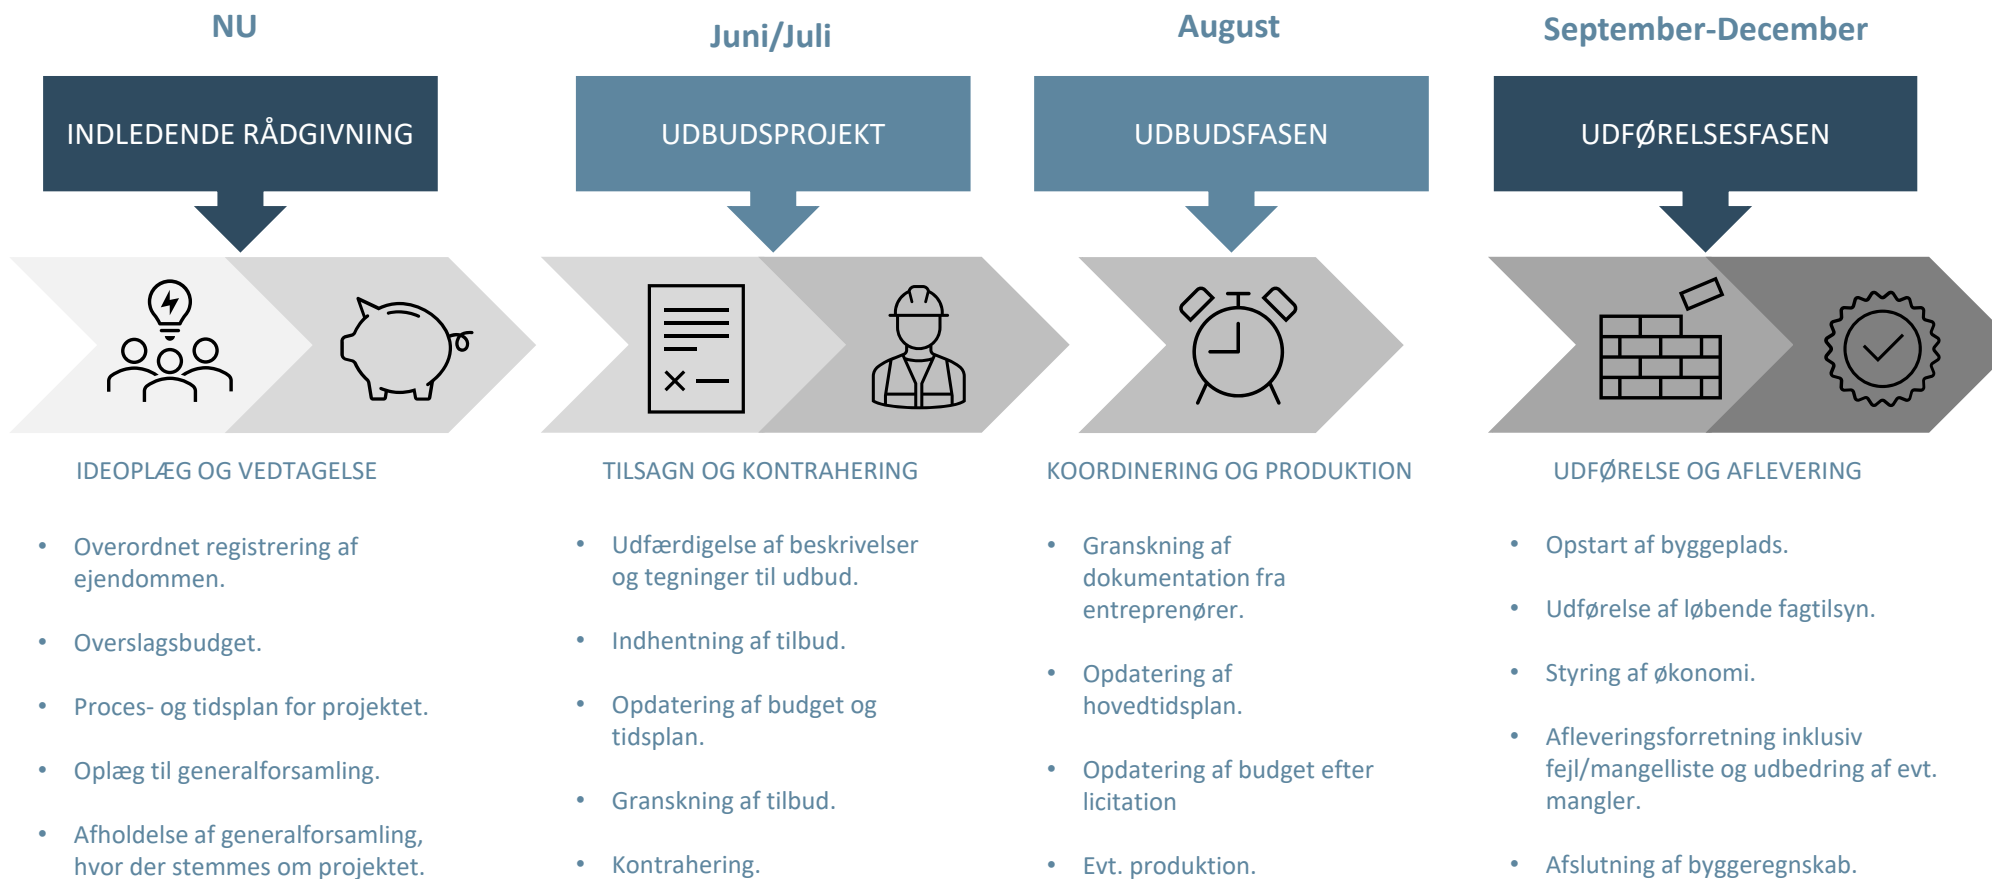 NU
INDLEDENDE RÅDGIVNING
IDEOPLÆG OG VEDTAGELSE
• Overordnet registrering af
ejendommen.
• Overslagsbudget.
• Proces- og tidsplan for projektet.
• Oplæg til generalforsamling.
• Afholdelse af generalforsamling,
hvor der stemmes om projektet.
Juni/Juli
UDBUDSPROJEKT
TILSAGN OG KONTRAHERING
• Udfærdigelse af beskrivelser
og tegninger til udbud.
• Indhentning af tilbud.
• Opdatering af budget og
tidsplan.
• Granskning af tilbud.
• Kontrahering.
August
UDBUDSFASEN
KOORDINERING OG PRODUKTION
• Granskning af
dokumentation fra
entreprenører.
• Opdatering af
hovedtidsplan.
• Opdatering af budget efter
licitation
• Evt. produktion.
September-December
UDFØRELSESFASEN
UDFØRELSE OG AFLEVERING
• Opstart af byggeplads.
• Udførelse af løbende fagtilsyn.
• Styring af økonomi.
• Afleveringsforretning inklusiv
fejl/mangelliste og udbedring af evt.
mangler.
• Afslutning af byggeregnskab.